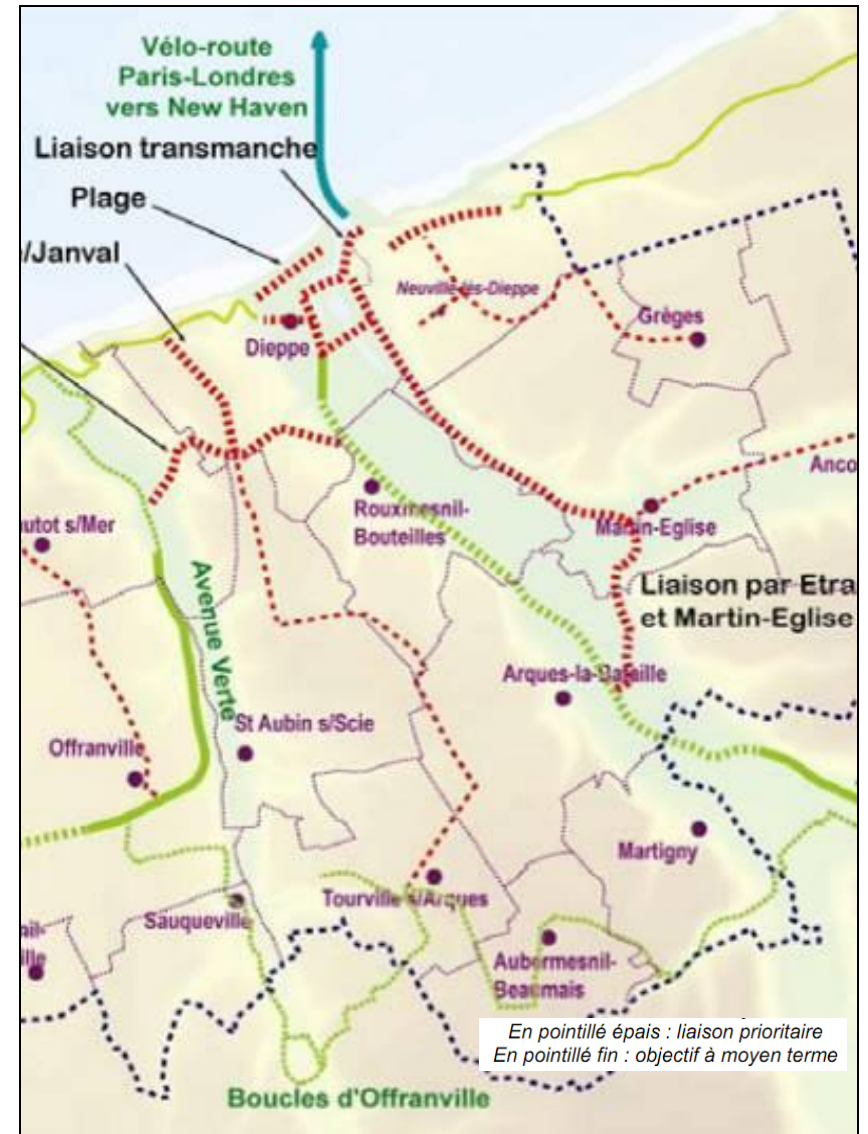 Vélo-route
Paris-Londres
vers New Haven
Liaison transmanche
Plage
/Janval
Neuville-lès-Dieppe
Grèges
Dieppe
Anco
Rouxmesnil-
Bouteilles
Martin-Eglise
utot s/Mer
Liaison par Etra
et Martin-Eglise
Avenue Verte
Arques-la-Bataille
St Aubin s/Scie
Offranville
Martigny
Tourville s/Arques
Sauqueville
Aubermesnil-
Beaumais
En pointillé épais : liaison prioritaire
En pointillé fin : objectif à moyen terme
Boucles d'Offranville